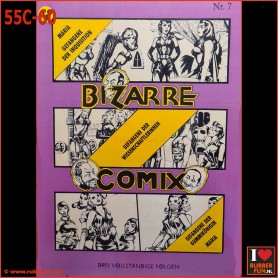 55C-60
Nr. 7
MARIA
GEFANGENE
DER INQUISITION
BIZARRE
GEFANGENE DER
WISSENSCHAFTLERINNEN
COMIX
GEFANGENE DER
GUMMIKÖNIGIN
MARIA
DREI VOLLSTÄNDIGE FOLGEN
I
RUBBER
FUN